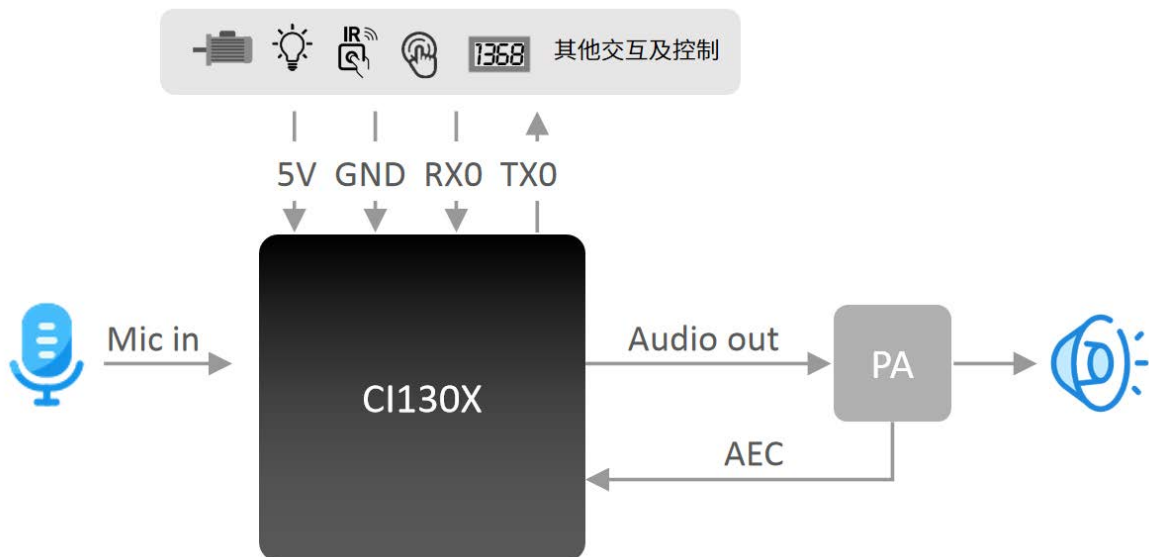 IR
1368
其他交互及控制
5V GND RX0 TX0
Mic in
Audio out
PA
CI130X
AEC